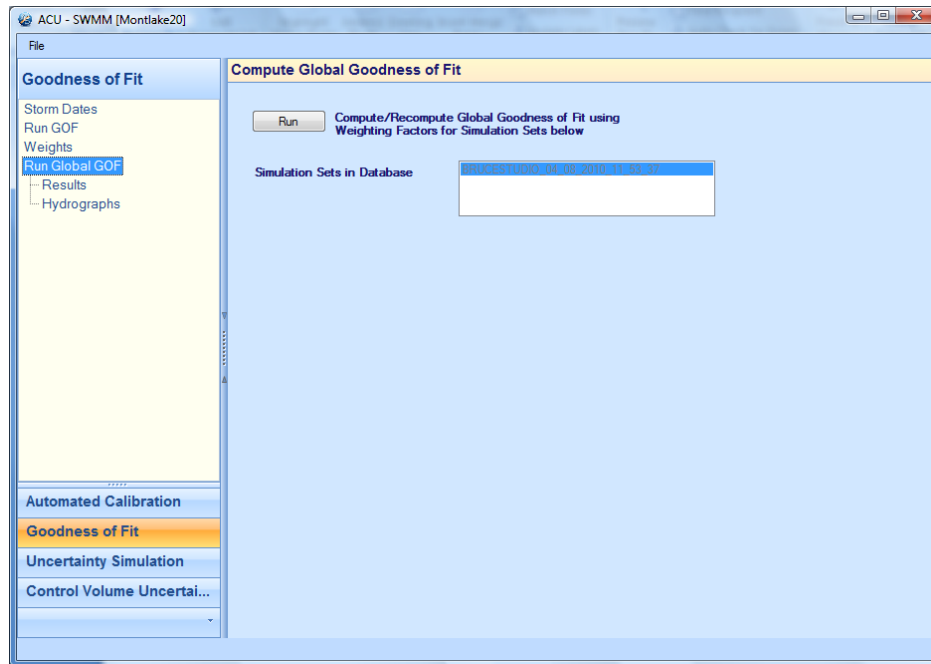 ACU - SWMM [Montlake20]
File
Goodness of Fit
Storm Dates
Run GOF
Weights
Run Global GOF
Results
Hydrographs
Automated Calibration
Goodness of Fit
Uncertainty Simulation
Control Volume Uncertai...
Compute Global Goodness of Fit
Run
Compute/Recompute Global Goodness of Fit using
Weighting Factors for Simulation Sets below
Simulation Sets in Database